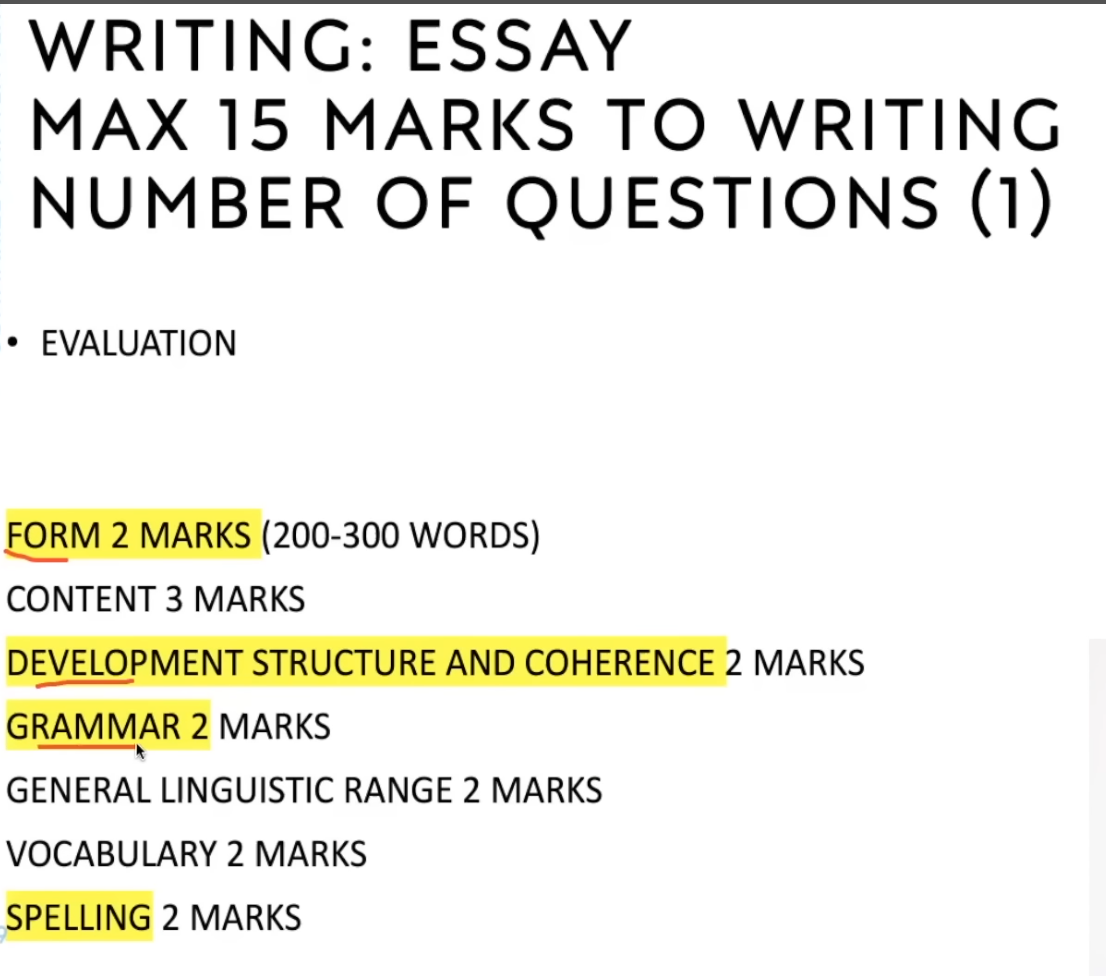 WRITING: ESSAY
MAX 15 MARKS TO WRITING
NUMBER OF QUESTIONS (1)
• EVALUATION
FORM 2 MARKS (200-300 WORDS)
CONTENT 3 MARKS
DEVELOPMENT STRUCTURE AND COHERENCE 2 MARKS
GRAMMAR 2 MARKS
GENERAL LINGUISTIC RANGE 2 MARKS
VOCABULARY 2 MARKS
SPELLING 2 MARKS